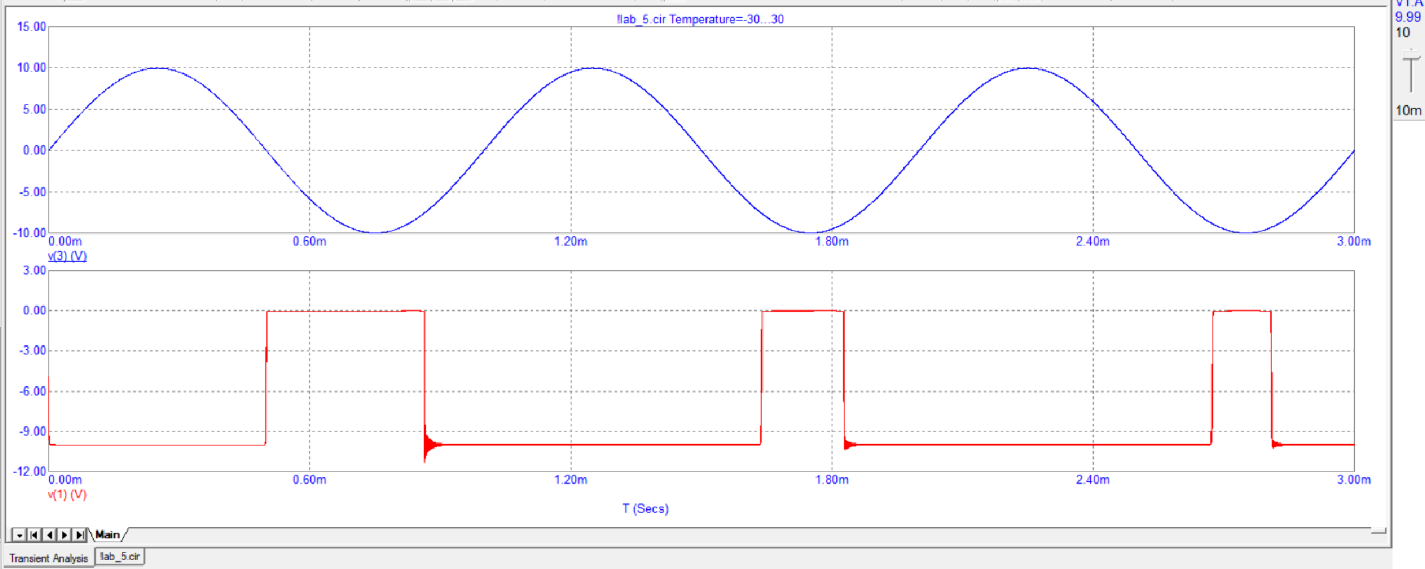 !lab_5.cir Temperature=-30...30
V1.A
9.99
10
10m
15.00
10.00
5.00
0.00
-5.00
-10.00
0.00m 0.60m 1.20m 1.80m 2.40m 3.00m
v(3) (V)
3.00
0.00
-3.00
-6.00
-9.00
-12.00
0.00m 0.60m 1.20m 1.80m 2.40m 3.00m
v(1) (V)
T (Secs)
Main
Transient Analysis !lab_5.cir